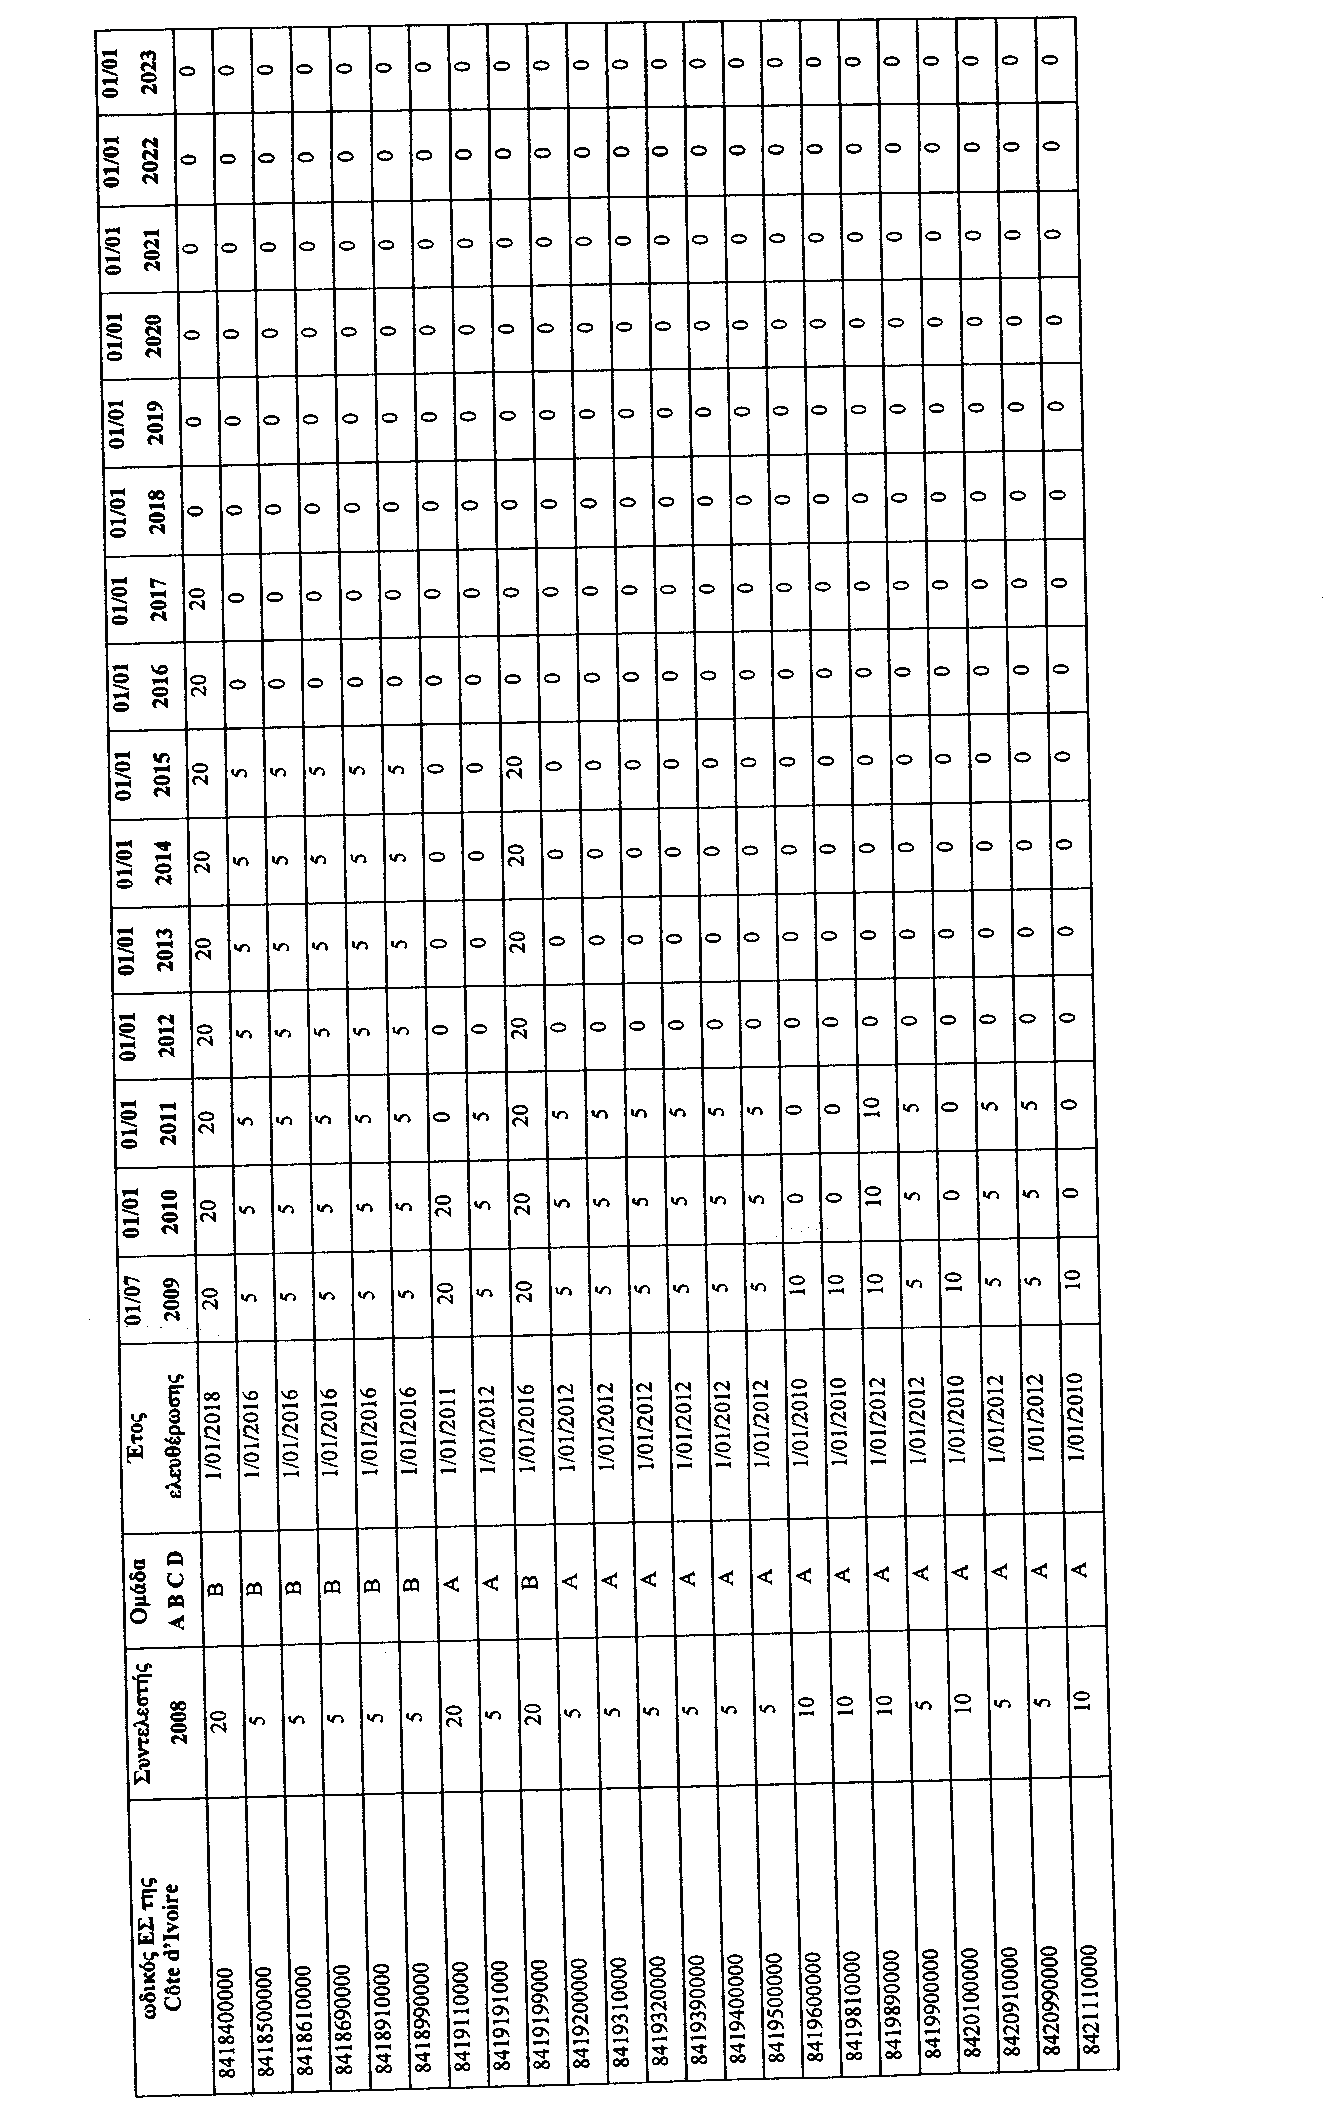 ωδικός ΕΣ της Côte d'Ivoire Συντελεστής 2008 Ομάδα A B C D Έτος ελευθέρωσης 01/07 2009 01/01 2010 01/01 2011 01/01 2012 01/01 2013 01/01 2014 01/01 2015 01/01 2016 01/01 2017 01/01 2018 01/01 2019 01/01 2020 01/01 2021 01/01 2022 01/01 2023
8418400000 20 B 1/01/2018 20 20 20 20 20 20 20 20 20 0 0 0 0 0 0
8418500000 5 B 1/01/2016 5 5 5 5 5 5 5 0 0 0 0 0 0 0 0
8418610000 5 B 1/01/2016 5 5 5 5 5 5 5 0 0 0 0 0 0 0 0
8418690000 5 B 1/01/2016 5 5 5 5 5 5 5 0 0 0 0 0 0 0 0
8418910000 5 B 1/01/2016 5 5 5 5 5 5 5 0 0 0 0 0 0 0 0
8418990000 5 B 1/01/2016 5 5 5 5 5 5 5 0 0 0 0 0 0 0 0
8419110000 20 A 1/01/2011 20 20 0 0 0 0 0 0 0 0 0 0 0 0 0
8419191000 5 A 1/01/2012 5 5 5 0 0 0 0 0 0 0 0 0 0 0 0
8419199000 20 B 1/01/2016 20 20 20 20 20 20 20 0 0 0 0 0 0 0 0
8419200000 5 A 1/01/2012 5 5 5 0 0 0 0 0 0 0 0 0 0 0 0
8419310000 5 A 1/01/2012 5 5 5 0 0 0 0 0 0 0 0 0 0 0 0
8419320000 5 A 1/01/2012 5 5 5 0 0 0 0 0 0 0 0 0 0 0 0
8419390000 5 A 1/01/2012 5 5 5 0 0 0 0 0 0 0 0 0 0 0 0
8419400000 5 A 1/01/2012 5 5 5 0 0 0 0 0 0 0 0 0 0 0 0
8419500000 5 A 1/01/2012 5 5 5 0 0 0 0 0 0 0 0 0 0 0 0
8419600000 10 A 1/01/2010 10 0 0 0 0 0 0 0 0 0 0 0 0 0 0
8419810000 10 A 1/01/2010 10 0 0 0 0 0 0 0 0 0 0 0 0 0 0
8419890000 10 A 1/01/2012 10 10 10 0 0 0 0 0 0 0 0 0 0 0 0
8419900000 5 A 1/01/2012 5 5 5 0 0 0 0 0 0 0 0 0 0 0 0
8420100000 10 A 1/01/2010 10 0 0 0 0 0 0 0 0 0 0 0 0 0 0
8420910000 5 A 1/01/2012 5 5 5 0 0 0 0 0 0 0 0 0 0 0 0
8420990000 5 A 1/01/2012 5 5 5 0 0 0 0 0 0 0 0 0 0 0 0
8421110000 10 A 1/01/2010 10 0 0 0 0 0 0 0 0 0 0 0 0 0 0